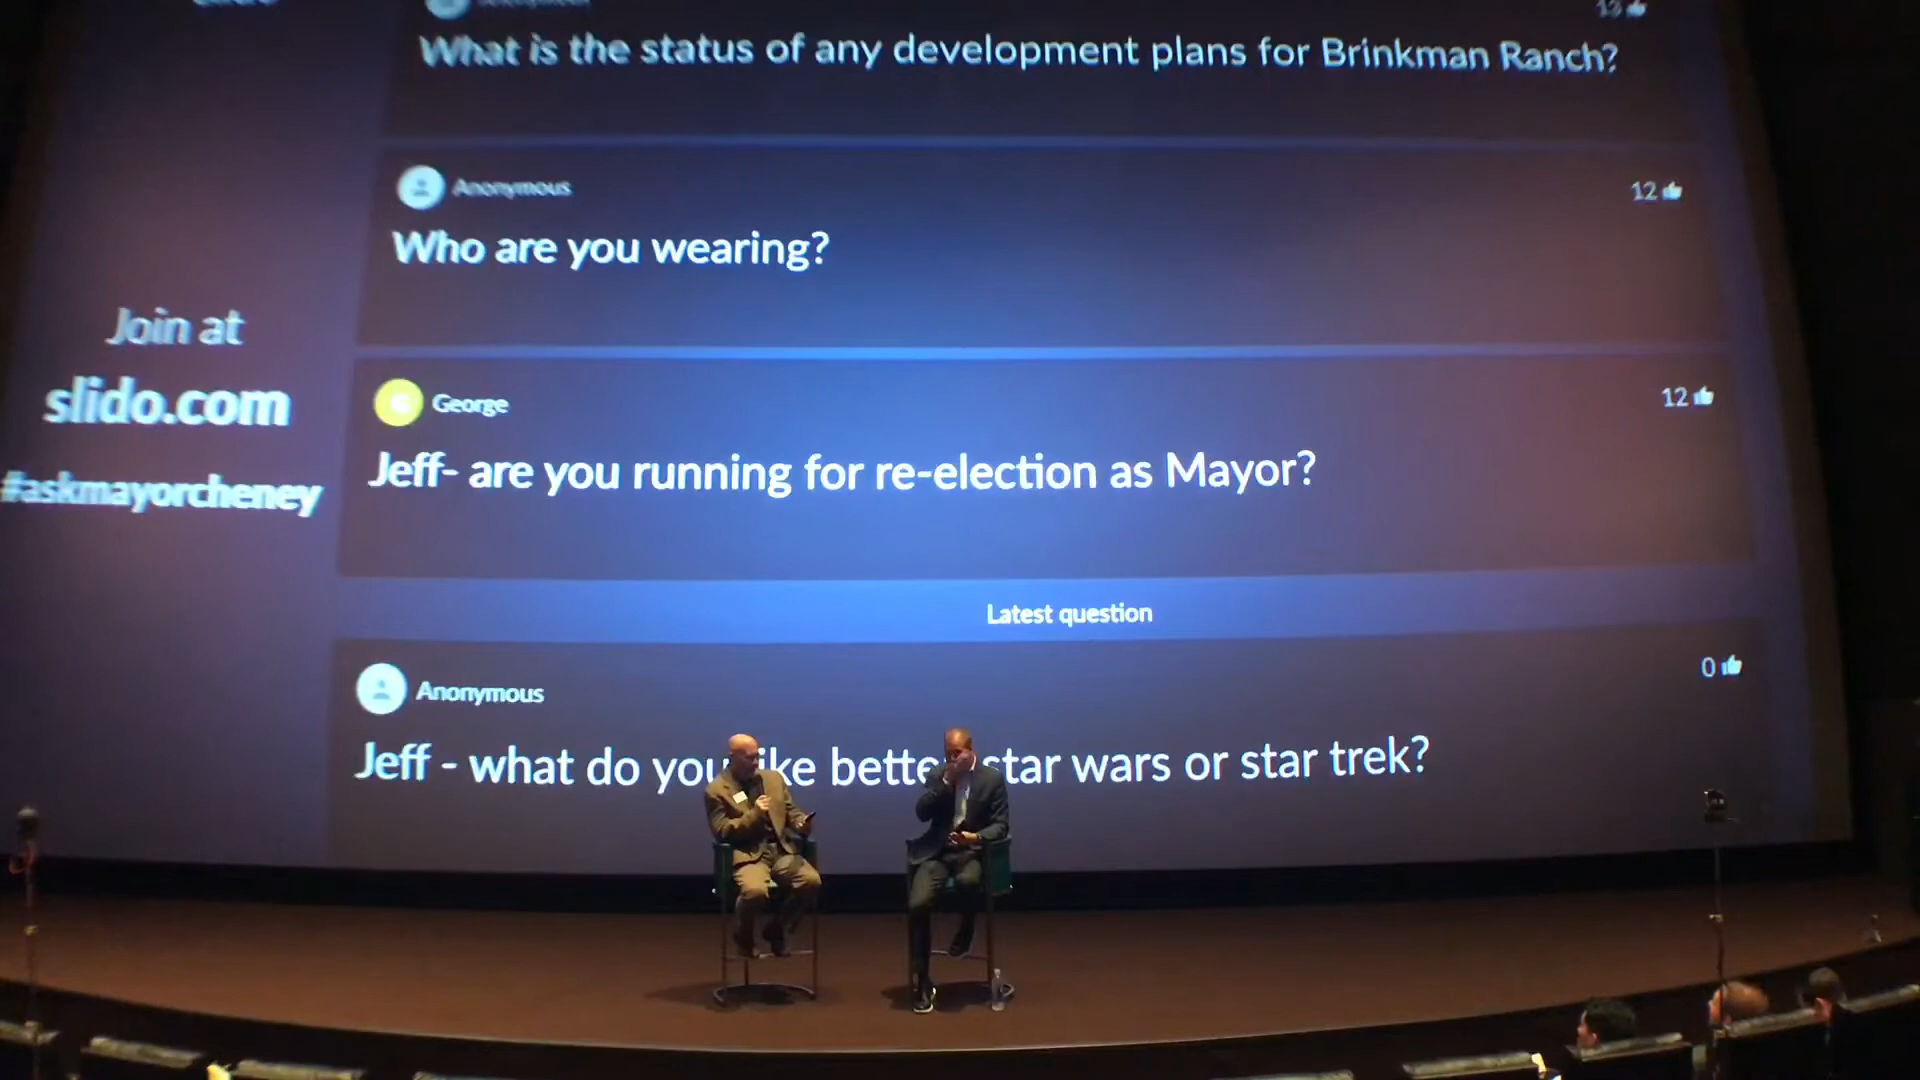 13
What is the status of any development plans for Brinkman Ranch?
Anonymous
12
Who are you wearing?
Join at
slido.com
#askmayorcheney
George
12
Jeff- are you running for re-election as Mayor?
Latest question
Anonymous
0
Jeff - what do you like better star wars or star trek?